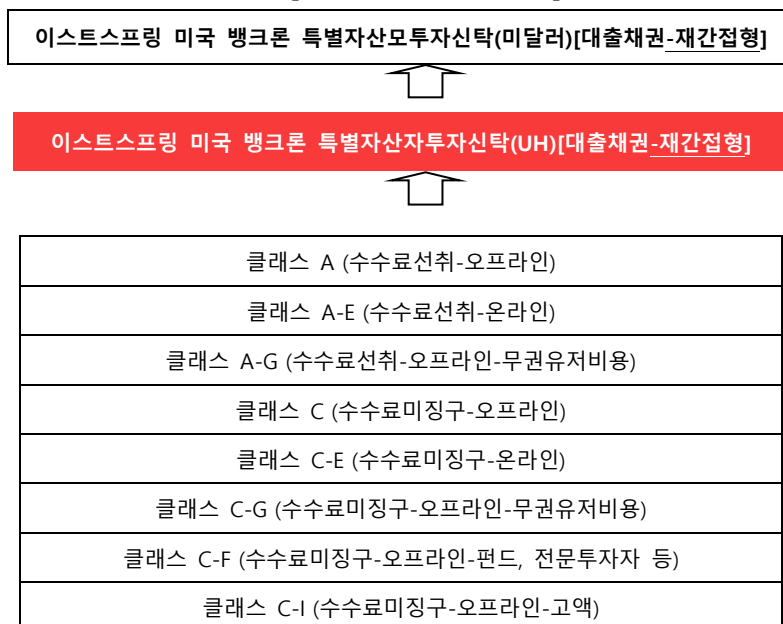 이스트스프링 미국 뱅크론 특별자산모투자신탁(미달러)[대출채권-재간접형]
이스트스프링 미국 뱅크론 특별자산자투자신탁(UH)[대출채권-재간접형]
클래스 A (수수료선취-오프라인)
클래스 A-E (수수료선취-온라인)
클래스 A-G (수수료선취-오프라인-무권유저비용)
클래스 C (수수료미징구-오프라인)
클래스 C-E (수수료미징구-온라인)
클래스 C-G (수수료미징구-오프라인-무권유저비용)
클래스 C-F (수수료미징구-오프라인-펀드, 전문투자자 등)
클래스 C-I (수수료미징구-오프라인-고액)